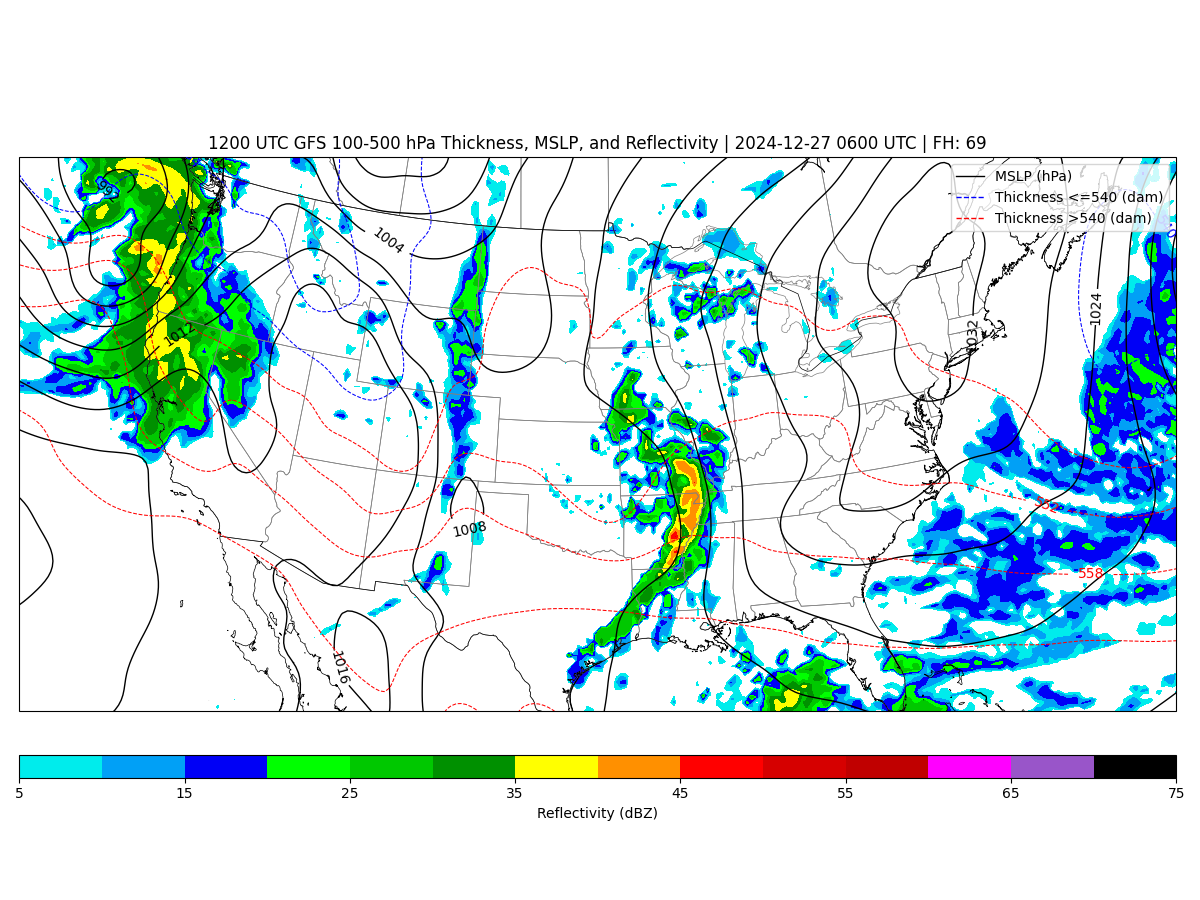 1200 UTC GFS 100-500 hPa Thickness, MSLP, and Reflectivity | 2024-12-27 0600 UTC | FH: 69
MSLP (hPa)
Thickness <=540 (dam)
Thickness >540 (dam)
1004
1024
1012
1032
1008
558
1016
5 15 25 35 45 55 65 75
Reflectivity (dBZ)